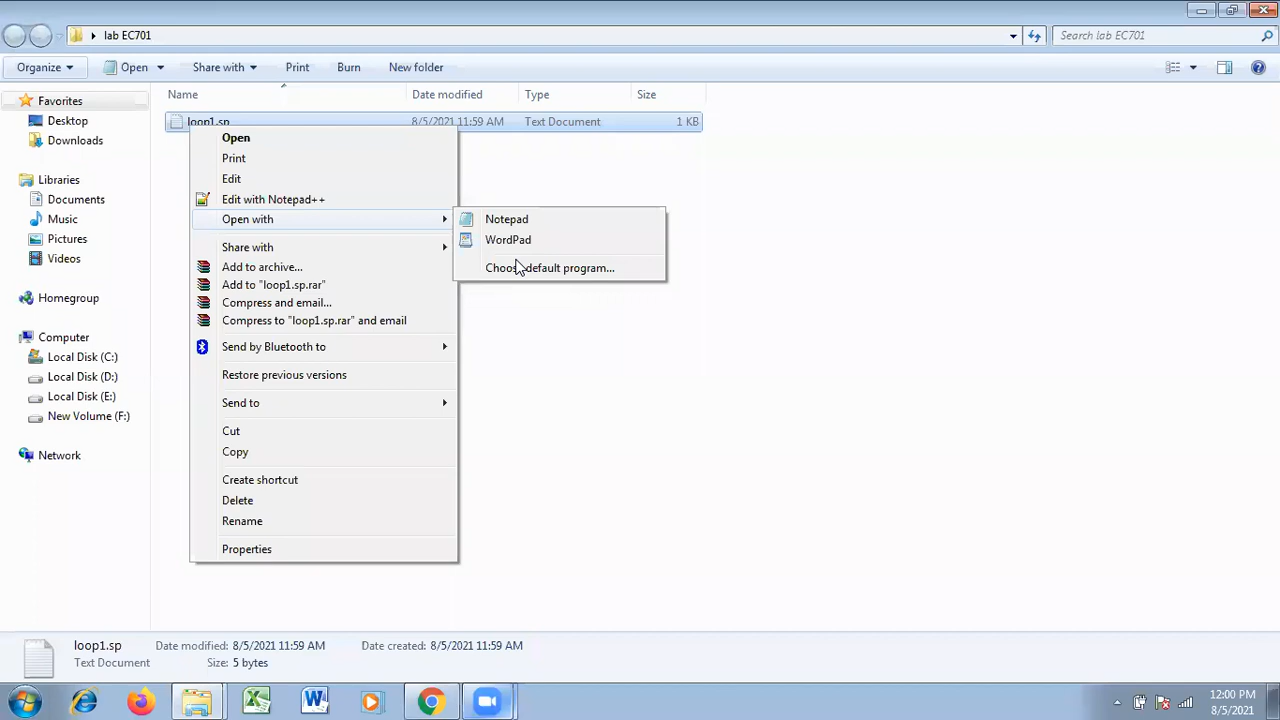 lab EC701
Search lab EC701
Organize
Open
Share with
Print
Burn
New folder
Name
Date modified
Type
Size
Favorites
Desktop
Downloads
Libraries
Documents
Music
Pictures
Videos
Homegroup
Computer
Local Disk (C:)
Local Disk (D:)
Local Disk (E:)
New Volume (F:)
Network
loop1.sp
8/5/2021 11:59 AM
Text Document
1 KB
Open
Print
Edit
Edit with Notepad++
Open with
Share with
Add to archive...
Add to "loop1.sp.rar"
Compress and email...
Compress to "loop1.sp.rar" and email
Send by Bluetooth to
Restore previous versions
Send to
Cut
Copy
Create shortcut
Delete
Rename
Properties
Notepad
WordPad
Choose default program...
loop1.sp
Text Document
Date modified: 8/5/2021 11:59 AM
Size: 5 bytes
Date created: 8/5/2021 11:59 AM
12:00 PM
8/5/2021